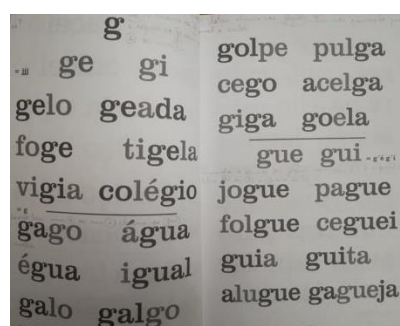 g
ge gi
gelo geada
foge tigela
vigia colégio
gago água
égua igual
galo galgo
golpe pulga
cego acelga
giga goela
gue gui
jogue pague
folgue ceguei
guia guita
alugue gagueja